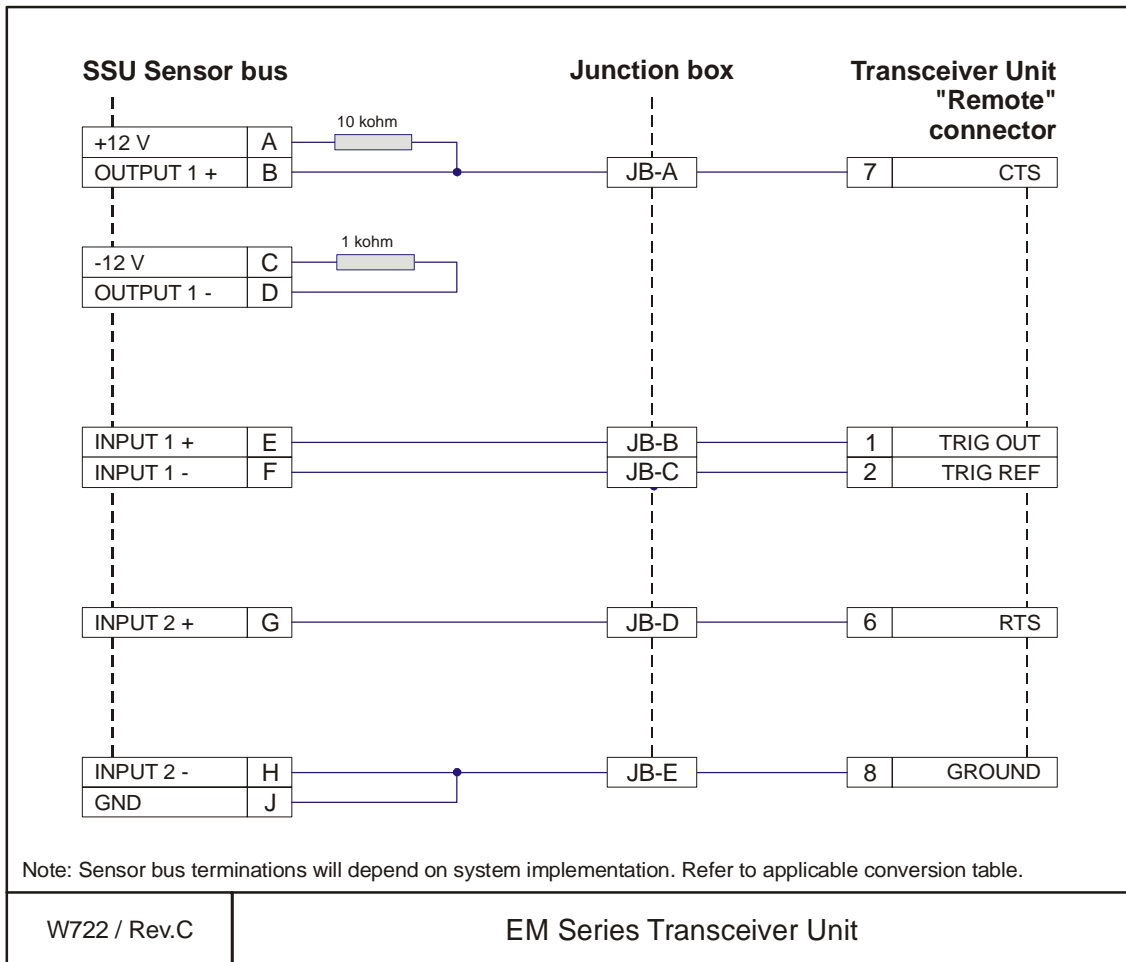 SSU Sensor bus
Junction box
Transceiver Unit
"Remote"
connector
10 kohm
+12 V A
OUTPUT 1 + B JB-A 7 CTS
1 kohm
-12 V C
OUTPUT 1 - D
INPUT 1 + E JB-B 1 TRIG OUT
INPUT 1 - F JB-C 2 TRIG REF
INPUT 2 + G JB-D 6 RTS
INPUT 2 - H JB-E 8 GROUND
GND J
Note: Sensor bus terminations will depend on system implementation. Refer to applicable conversion table.
W722 / Rev.C
EM Series Transceiver Unit